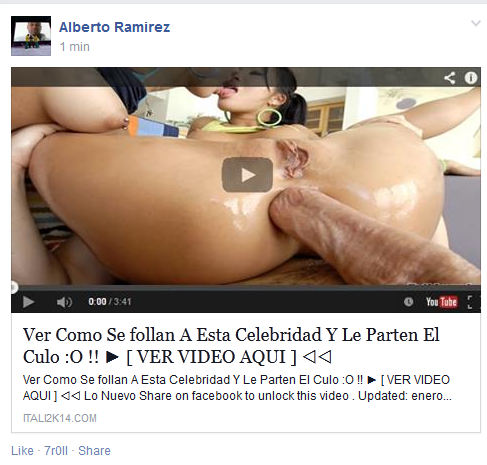 Alberto Ramirez
1 min
0:00 / 3:41
YouTube
Ver Como Se follan A Esta Celebridad Y Le Parten El
Culo :O !! ► [ VER VIDEO AQUI ] ◁◁
Ver Como Se follan A Esta Celebridad Y Le Parten El Culo :O !! ► [ VER VIDEO
AQUI ] ◁◁ Lo Nuevo Share on facebook to unlock this video . Updated: enero...
ITALI2K14.COM
Like · 7r0ll · Share